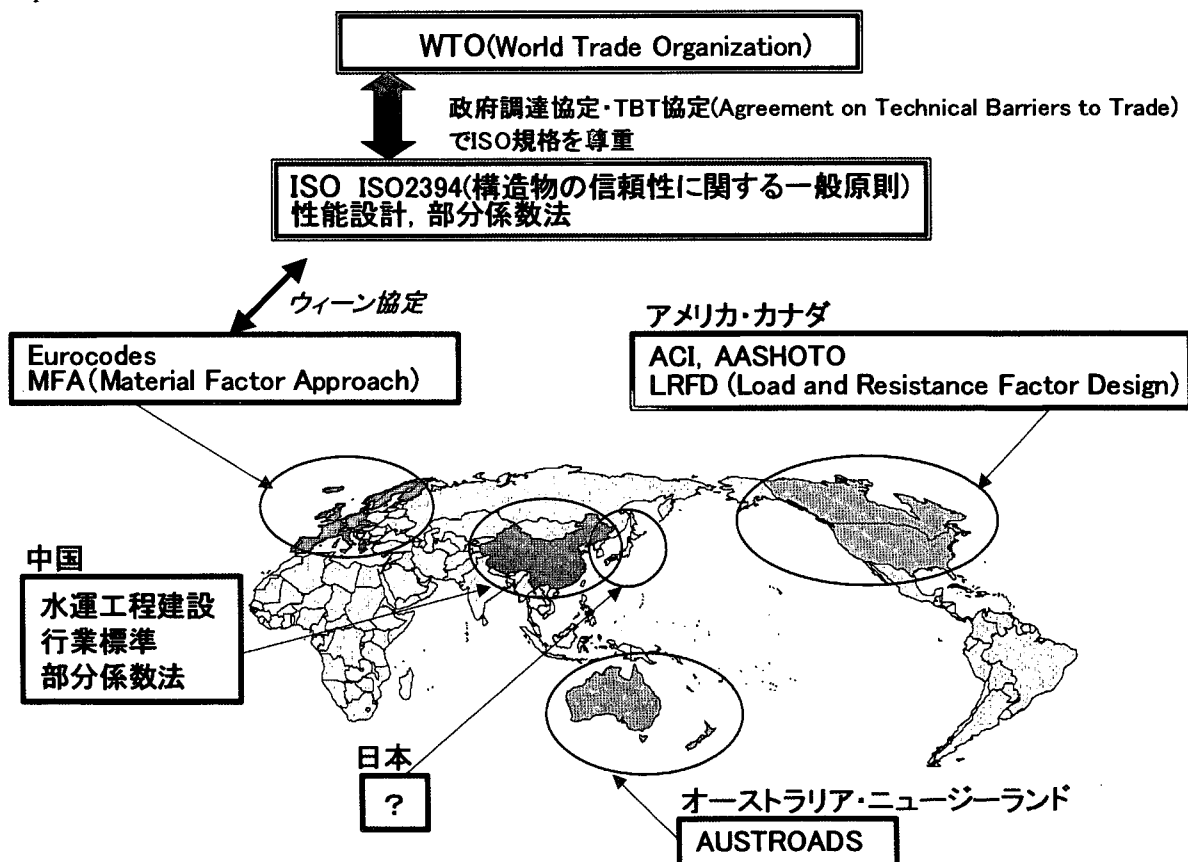 WTO(World Trade Organization)
政府調達協定・TBT協定(Agreement on Technical Barriers to Trade)
でISO規格を尊重
ISO ISO2394(構造物の信頼性に関する一般原則)
性能設計, 部分係数法
ウィーン協定
アメリカ・カナダ
Eurocodes
MFA(Material Factor Approach)
ACI, AASHOTO
LRFD (Load and Resistance Factor Design)
中国
水運工程建設
行業標準
部分係数法
日本
?
オーストラリア・ニュージーランド
AUSTROADS